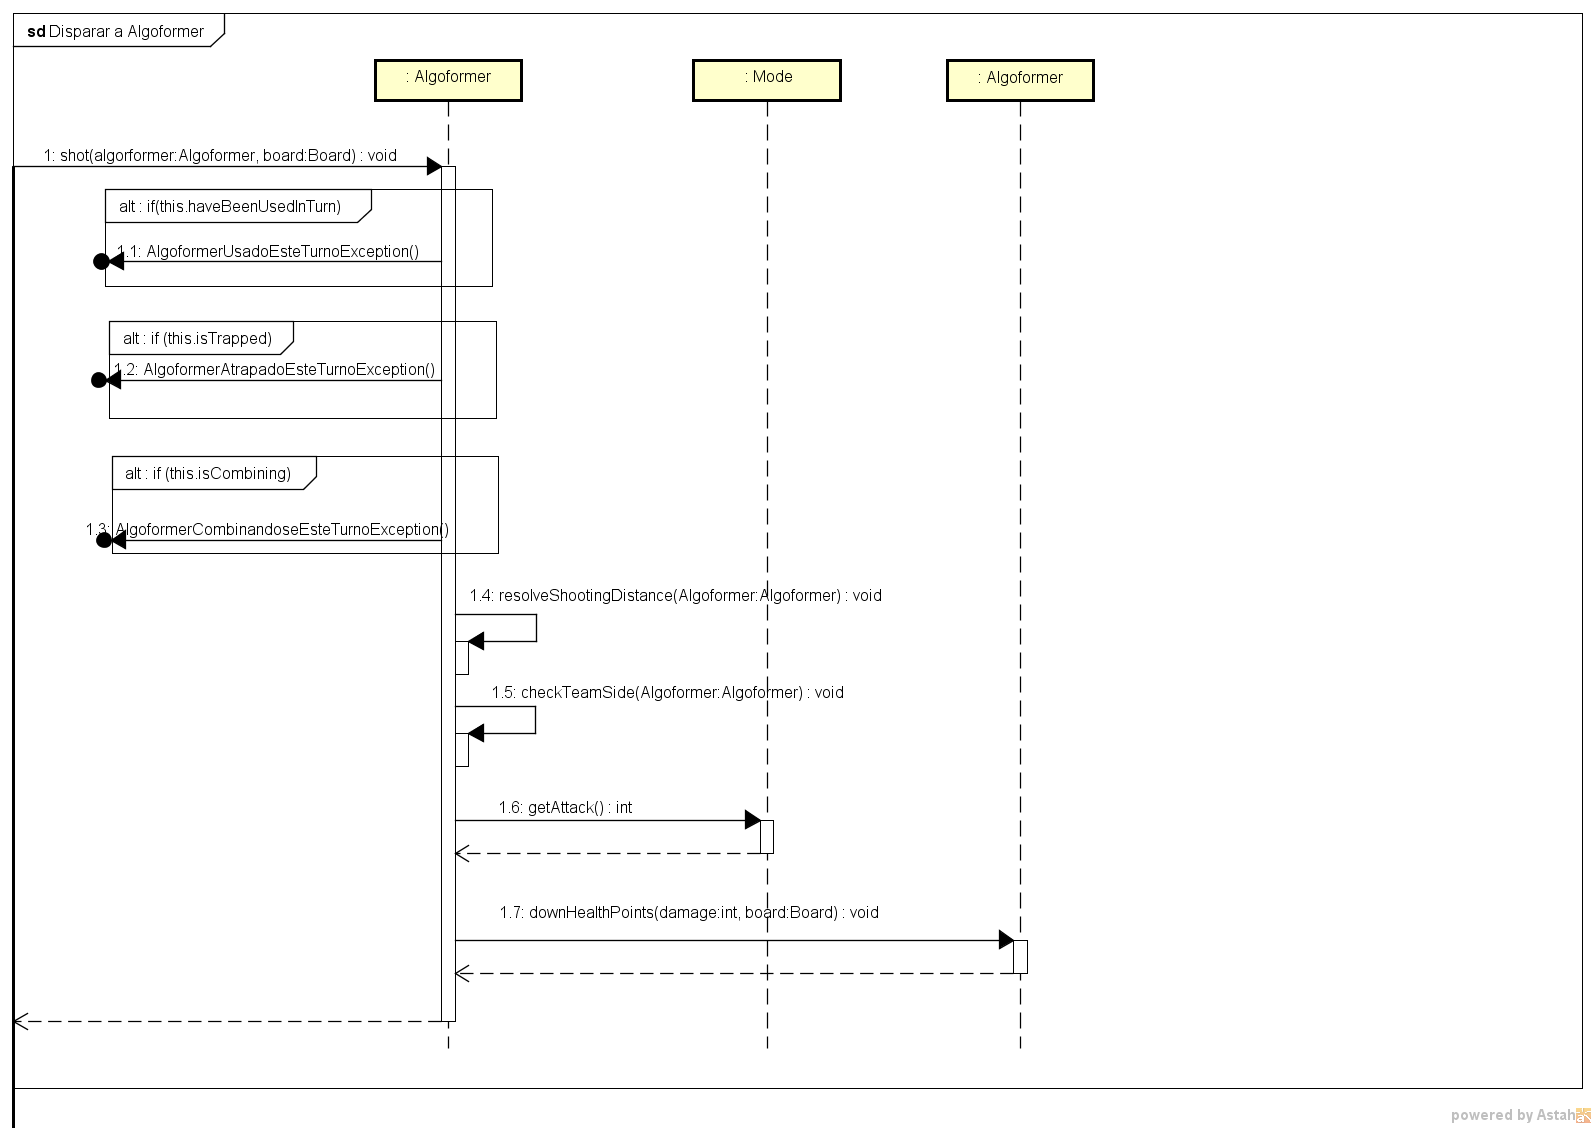 sd Disparar a Algoformer
: Algoformer
: Mode
: Algoformer
1: shot(algorformer:Algoformer, board:Board) : void
alt : if(this.haveBeenUsedInTurn)
1.1: AlgoformerUsadoEsteTurnoException()
alt : if (this.isTrapped)
1.2: AlgoformerAtrapadoEsteTurnoException()
alt : if (this.isCombining)
1.3: AlgoformerCombinandoseEsteTurnoException()
1.4: resolveShootingDistance(Algoformer:Algoformer) : void
1.5: checkTeamSide(Algoformer:Algoformer) : void
1.6: getAttack() : int
1.7: downHealthPoints(damage:int, board:Board) : void
powered by Astah